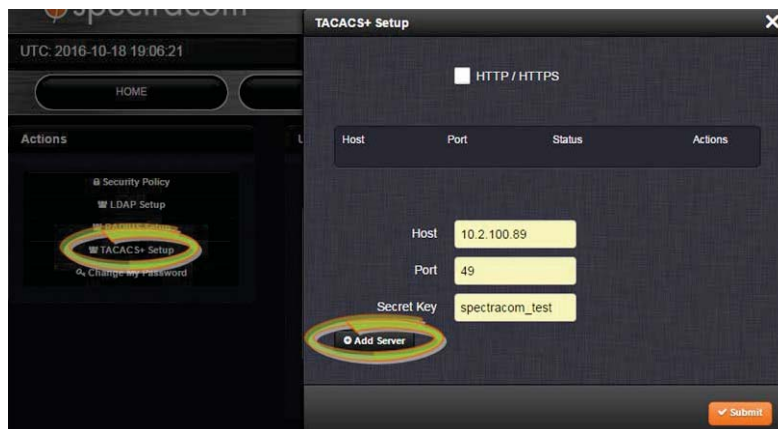 spectracom
UTC: 2016-10-18 19:06:21
HOME
Actions
Security Policy
LDAP Setup
TACACS+ Setup
Change My Password
TACACS+ Setup
HTTP / HTTPS
Host Port Status Actions
Host 10.2.100.89
Port 49
Secret Key spectracom_test
Add Server
Submit